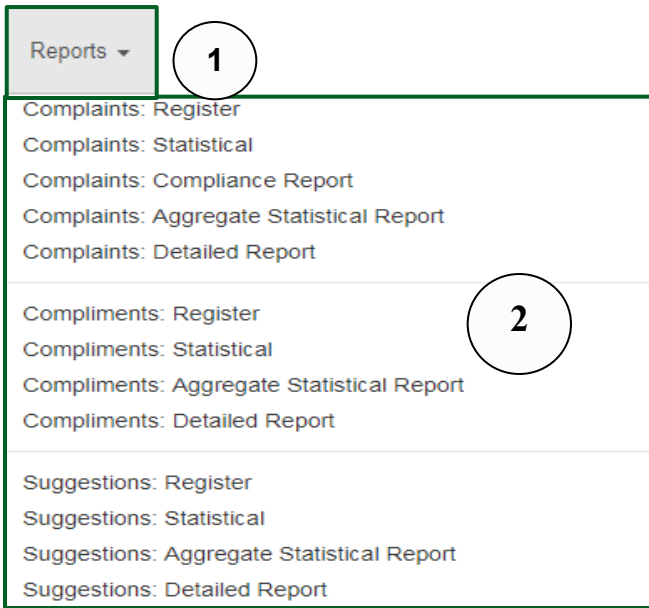 Reports
1
Complaints: Register
Complaints: Statistical
Complaints: Compliance Report
Complaints: Aggregate Statistical Report
Complaints: Detailed Report
Compliments: Register
2
Compliments: Statistical
Compliments: Aggregate Statistical Report
Compliments: Detailed Report
Suggestions: Register
Suggestions: Statistical
Suggestions: Aggregate Statistical Report
Suggestions: Detailed Report